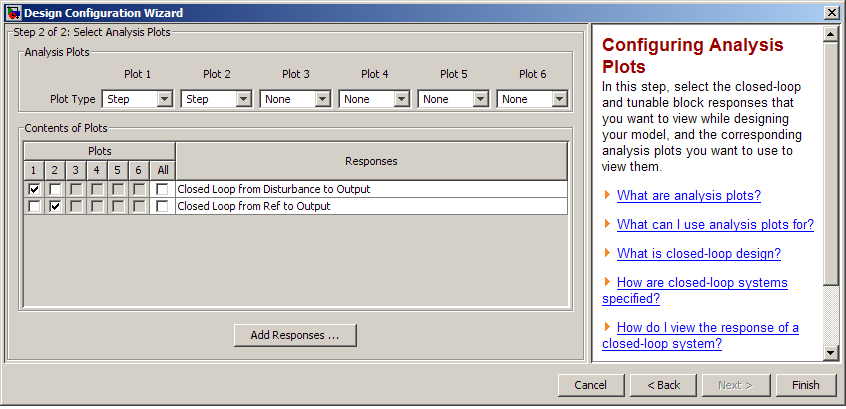 Design Configuration Wizard
Step 2 of 2: Select Analysis Plots
Analysis Plots
Plot 1 Plot 2 Plot 3 Plot 4 Plot 5 Plot 6
Plot Type Step Step None None None None
Contents of Plots
Plots Responses
1 2 3 4 5 6 All
Closed Loop from Disturbance to Output
Closed Loop from Ref to Output
Add Responses ...
Configuring Analysis
Plots
In this step, select the closed-loop
and tunable block responses that
you want to view while designing
your model, and the corresponding
analysis plots you want to use to
view them.
What are analysis plots?
What can I use analysis plots for?
What is closed-loop design?
How are closed-loop systems
specified?
How do I view the response of a
closed-loop system?
Cancel < Back Next > Finish